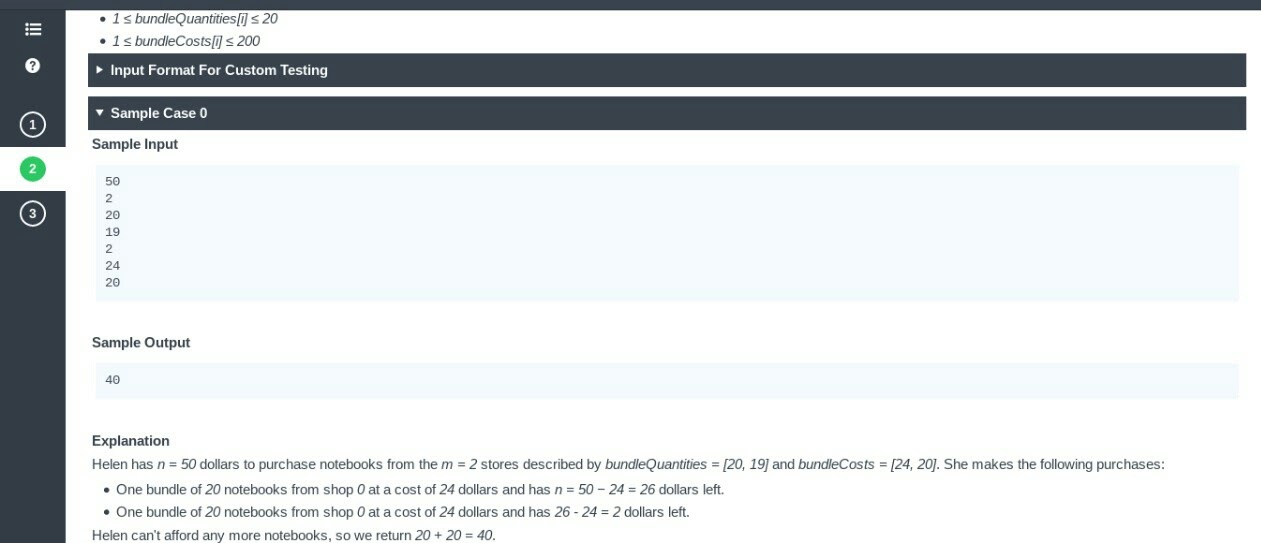 • 1 ≤ bundleQuantities[i] ≤ 20
• 1 ≤ bundleCosts[i] ≤ 200
Input Format For Custom Testing
?
Sample Case 0
1
Sample Input
2
50
2
20
3
19
2
24
20
Sample Output
40
Explanation
Helen has n = 50 dollars to purchase notebooks from the m = 2 stores described by bundleQuantities = [20, 19] and bundleCosts = [24, 20]. She makes the following purchases:
• One bundle of 20 notebooks from shop 0 at a cost of 24 dollars and has n = 50 − 24 = 26 dollars left.
• One bundle of 20 notebooks from shop 0 at a cost of 24 dollars and has 26 - 24 = 2 dollars left.
Helen can't afford any more notebooks, so we return 20 + 20 = 40.